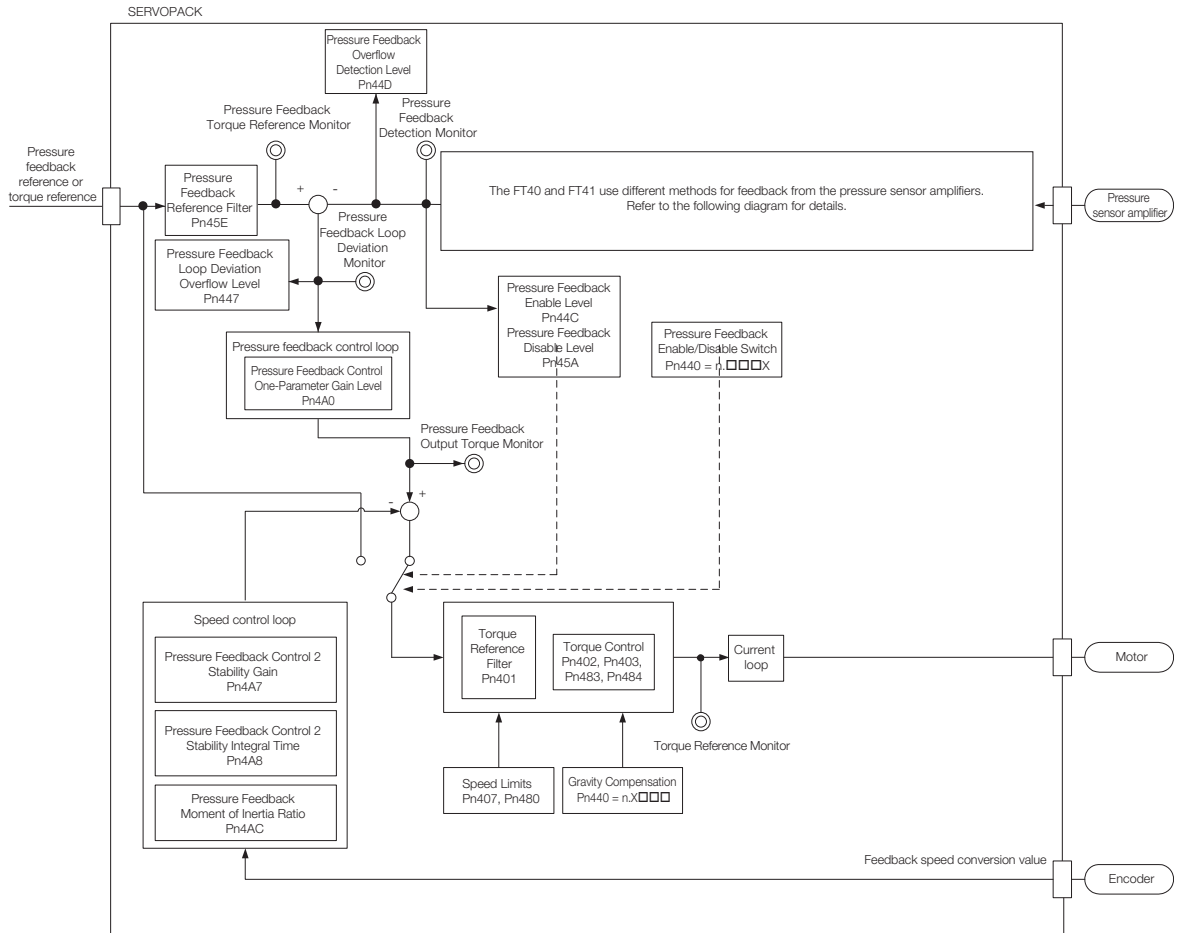 SERVOPACK
Pressure Feedback
Overflow
Detection Level
Pn44D
Pressure Feedback
Torque Reference Monitor
Pressure
Feedback
Detection Monitor
Pressure
feedback
reference or
torque reference
Pressure
Feedback
Reference Filter
Pn45E
+
-
The FT40 and FT41 use different methods for feedback from the pressure sensor amplifiers.
Refer to the following diagram for details.
Pressure
sensor amplifier
Pressure
Feedback Loop
Deviation
Monitor
Pressure Feedback
Loop Deviation
Overflow Level
Pn447
Pressure Feedback
Enable Level
Pn44C
Pressure Feedback
Disable Level
Pn45A
Pressure Feedback
Enable/Disable Switch
Pn440 = n.□□□X
Pressure feedback control loop
Pressure Feedback Control
One-Parameter Gain Level
Pn4A0
Pressure Feedback
Output Torque Monitor
-
+
Speed control loop
Pressure Feedback Control 2
Stability Gain
Pn4A7
Pressure Feedback Control 2
Stability Integral Time
Pn4A8
Pressure Feedback
Moment of Inertia Ratio
Pn4AC
Torque
Reference
Filter
Pn401
Torque Control
Pn402, Pn403,
Pn483, Pn484
Current
loop
Motor
Torque Reference Monitor
Speed Limits
Pn407, Pn480
Gravity Compensation
Pn440 = n.X□□□
Feedback speed conversion value
Encoder